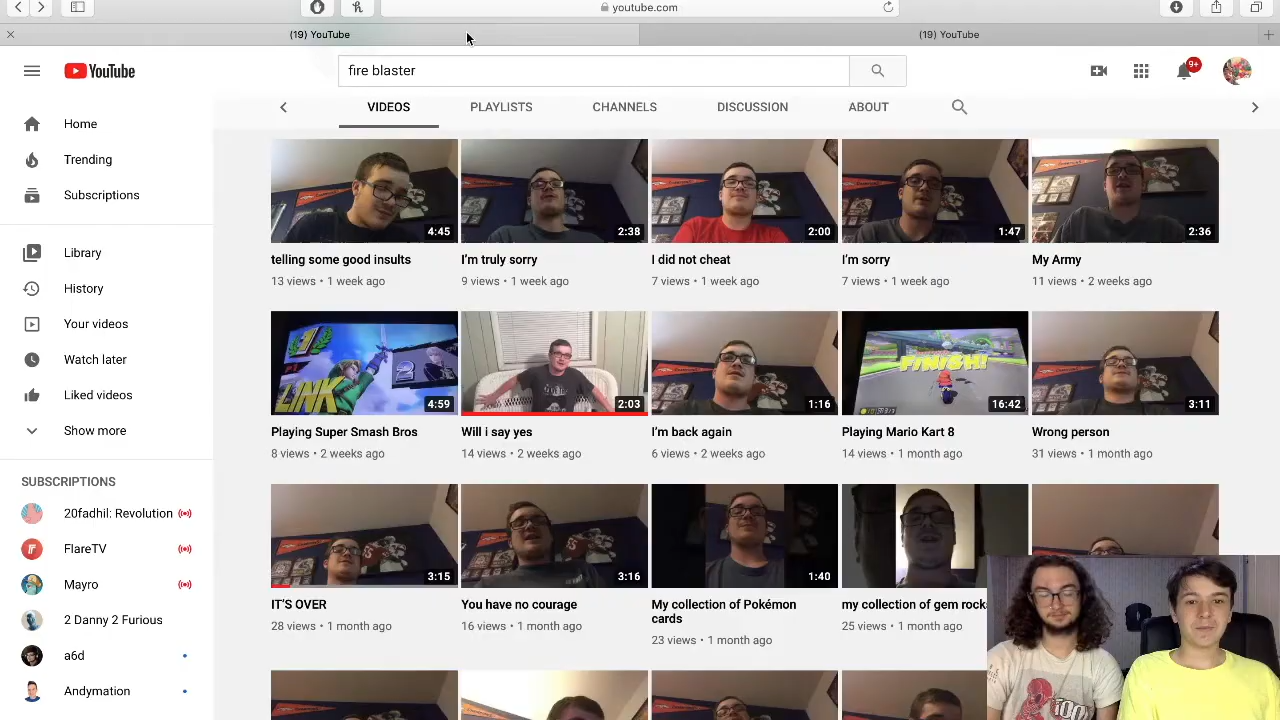 youtube.com
(19) YouTube
(19) YouTube
YouTube
fire blaster
9+
VIDEOS
PLAYLISTS
CHANNELS
DISCUSSION
ABOUT
Home
Trending
Subscriptions
Library
History
Your videos
Watch later
Liked videos
Show more
SUBSCRIPTIONS
20fadhil: Revolution
FlareTV
Mayro
2 Danny 2 Furious
a6d
Andymation
4:45
2:38
2:00
1:47
2:36
telling some good insults
I'm truly sorry
I did not cheat
I'm sorry
My Army
13 views • 1 week ago
9 views • 1 week ago
7 views • 1 week ago
7 views • 1 week ago
11 views • 2 weeks ago
LINK
2
4:59
2:03
1:16
FINISH!
16:42
3:11
Playing Super Smash Bros
Will i say yes
I'm back again
Playing Mario Kart 8
Wrong person
8 views • 2 weeks ago
14 views • 2 weeks ago
6 views • 2 weeks ago
14 views • 1 month ago
31 views • 1 month ago
3:15
3:16
1:40
IT'S OVER
You have no courage
My collection of Pokémon
cards
my collection of gem rocks
28 views • 1 month ago
16 views • 1 month ago
23 views • 1 month ago
25 views • 1 month ago